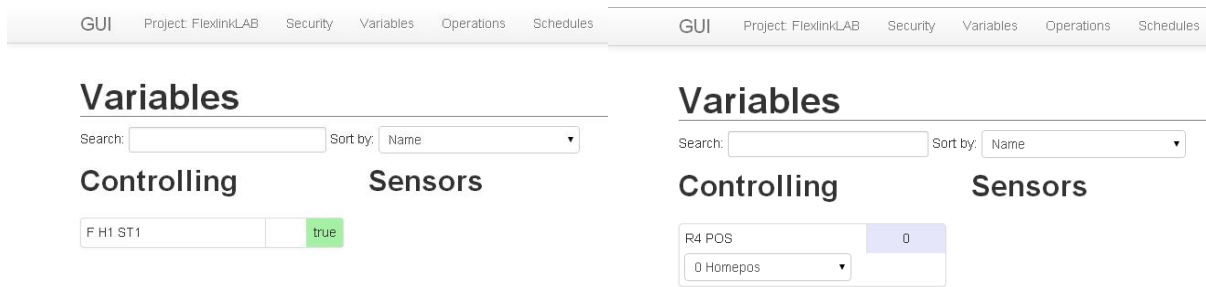 GUI Project: FlexlinkLAB Security Variables Operations Schedules
Variables
Search: Sort by: Name
Controlling Sensors
F H1 ST1 true
GUI Project: FlexlinkLAB Security Variables Operations Schedules
Variables
Search: Sort by: Name
Controlling Sensors
R4 POS 0
0 Homepos